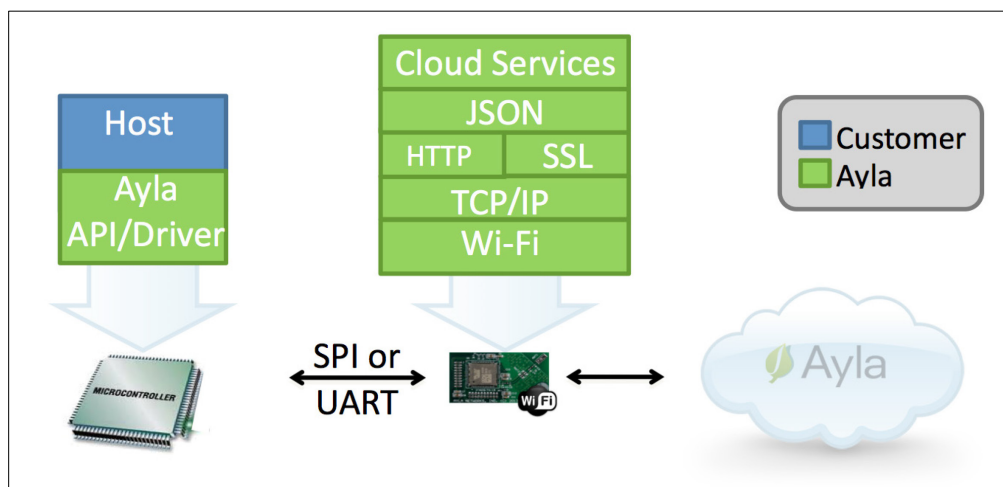 Cloud Services
JSON
HTTP SSL
TCP/IP
Wi-Fi
Host
Ayla
API/Driver
Customer
Ayla
MICROCONTROLLER
SPI or
UART
Wi Fi
Ayla